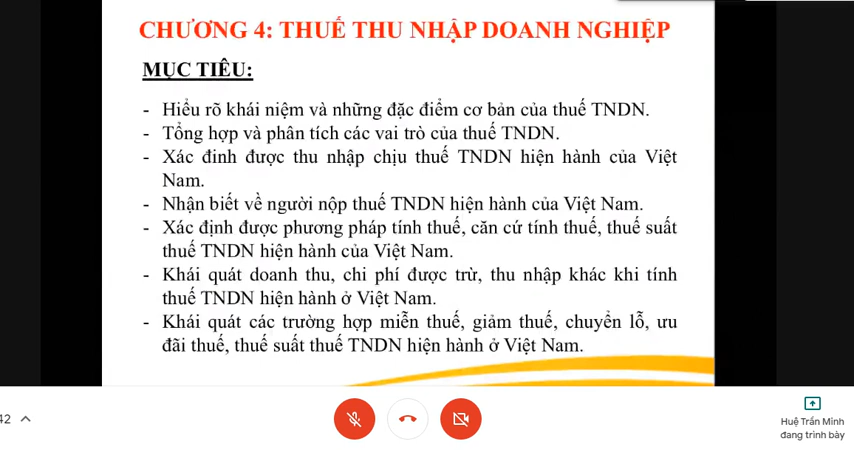 CHƯƠNG 4: THUẾ THU NHẬP DOANH NGHIỆP
MỤC TIÊU:
- Hiểu rõ khái niệm và những đặc điểm cơ bản của thuế TNDN.
- Tổng hợp và phân tích các vai trò của thuế TNDN.
- Xác đinh được thu nhập chịu thuế TNDN hiện hành của Việt
Nam.
- Nhận biết về người nộp thuế TNDN hiện hành của Việt Nam.
- Xác định được phương pháp tính thuế, căn cứ tính thuế, thuế suất
thuế TNDN hiện hành của Việt Nam.
- Khái quát doanh thu, chi phí được trừ, thu nhập khác khi tính
thuế TNDN hiện hành ở Việt Nam.
- Khái quát các trường hợp miễn thuế, giảm thuế, chuyển lỗ, ưu
đãi thuế, thuế suất thuế TNDN hiện hành ở Việt Nam.
42
Huệ Trần Minh
đang trình bày